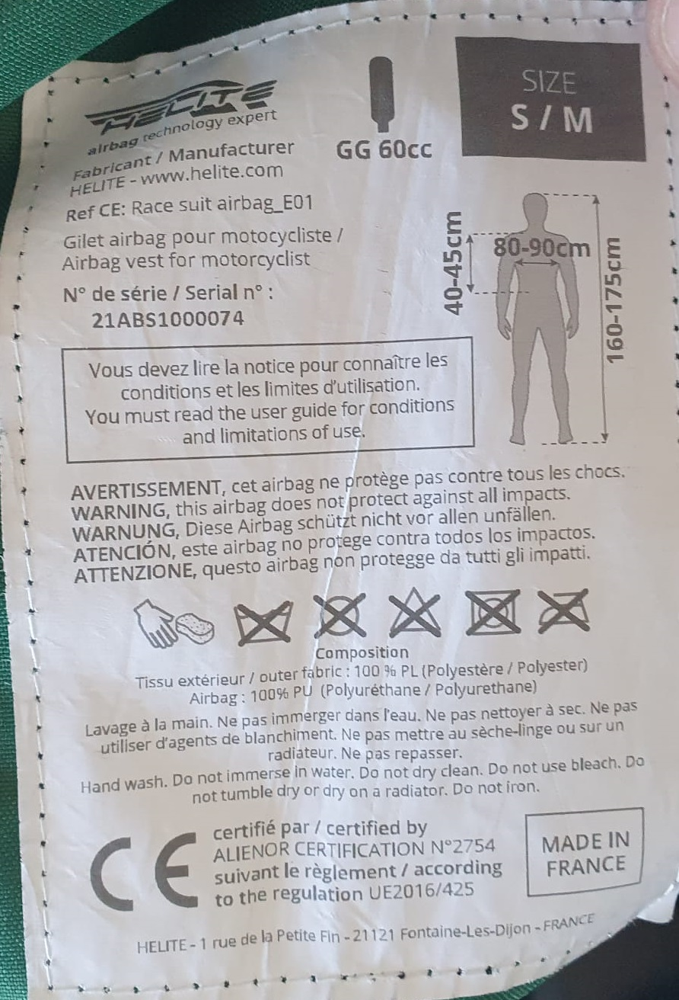 HELITE
airbag technology expert
Fabricant / Manufacturer
HELITE - www.helite.com
Ref CE: Race suit airbag_E01
Gilet airbag pour motocycliste /
Airbag vest for motorcyclist
N° de série / Serial n° :
21ABS1000074
GG 60cc
SIZE
S / M
40-45cm
80-90cm
160-175cm
Vous devez lire la notice pour connaître les
conditions et les limites d'utilisation.
You must read the user guide for conditions
and limitations of use.
AVERTISSEMENT, cet airbag ne protège pas contre tous les chocs.
WARNING, this airbag does not protect against all impacts.
WARNUNG, Diese Airbag schützt nicht vor allen unfällen.
ATENCIÓN, este airbag no protege contra todos los impactos.
ATTENZIONE, questo airbag non protegge da tutti gli impatti.
Composition
Tissu extérieur / outer fabric : 100 % PL (Polyestère / Polyester)
Airbag : 100% PU (Polyuréthane / Polyurethane)
Lavage à la main. Ne pas immerger dans l'eau. Ne pas nettoyer à sec. Ne pas
utiliser d'agents de blanchiment. Ne pas mettre au sèche-linge ou sur un
radiateur. Ne pas repasser.
Hand wash. Do not immerse in water. Do not dry clean. Do not use bleach. Do
not tumble dry or dry on a radiator. Do not iron.
CE
certifié par / certified by
ALIENOR CERTIFICATION N°2754
suivant le règlement / according
to the regulation UE2016/425
MADE IN
FRANCE
HELITE - 1 rue de la Petite Fin - 21121 Fontaine-Les-Dijon - FRANCE